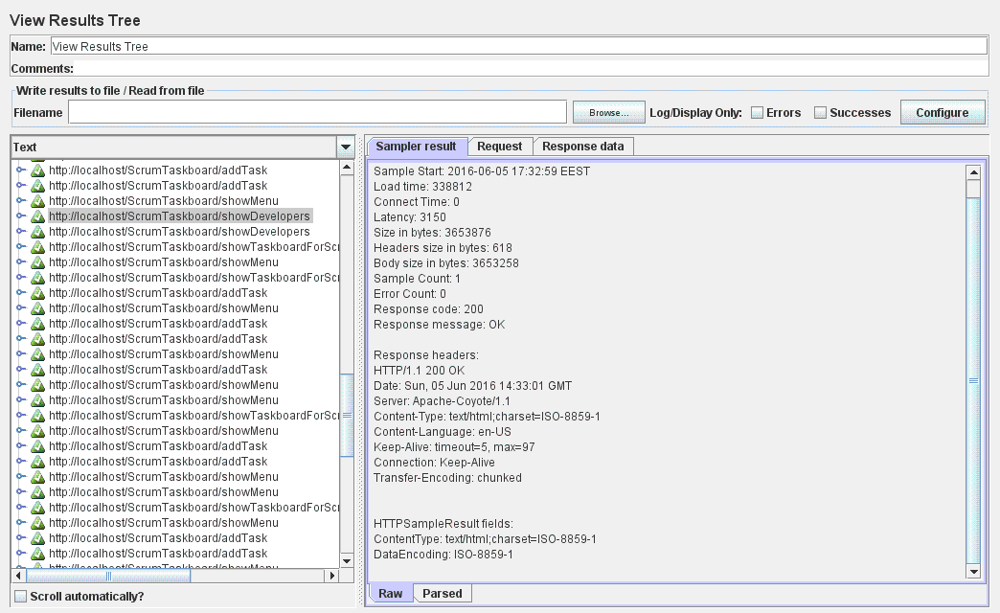 View Results Tree
Name: View Results Tree
Comments:
Write results to file / Read from file
Filename Browse... Log/Display Only: Errors Successes Configure
Text
http://localhost/ScrumTaskboard/addTask
http://localhost/ScrumTaskboard/addTask
http://localhost/ScrumTaskboard/showMenu
http://localhost/ScrumTaskboard/showDevelopers
http://localhost/ScrumTaskboard/showDevelopers
http://localhost/ScrumTaskboard/showTaskboardForScr
http://localhost/ScrumTaskboard/showMenu
http://localhost/ScrumTaskboard/showTaskboardForScr
http://localhost/ScrumTaskboard/addTask
http://localhost/ScrumTaskboard/showMenu
http://localhost/ScrumTaskboard/addTask
http://localhost/ScrumTaskboard/addTask
http://localhost/ScrumTaskboard/showMenu
http://localhost/ScrumTaskboard/addTask
http://localhost/ScrumTaskboard/showMenu
http://localhost/ScrumTaskboard/showMenu
http://localhost/ScrumTaskboard/showTaskboardForScr
http://localhost/ScrumTaskboard/showMenu
http://localhost/ScrumTaskboard/addTask
http://localhost/ScrumTaskboard/addTask
http://localhost/ScrumTaskboard/showMenu
http://localhost/ScrumTaskboard/showMenu
http://localhost/ScrumTaskboard/showTaskboardForScr
http://localhost/ScrumTaskboard/showMenu
http://localhost/ScrumTaskboard/addTask
http://localhost/ScrumTaskboard/addTask
http://localhost/ScrumTaskboard/showMenu
Scroll automatically?
Sampler result Request Response data
Sample Start: 2016-06-05 17:32:59 EEST
Load time: 338812
Connect Time: 0
Latency: 3150
Size in bytes: 3653876
Headers size in bytes: 618
Body size in bytes: 3653258
Sample Count: 1
Error Count: 0
Response code: 200
Response message: OK
Response headers:
HTTP/1.1 200 OK
Date: Sun, 05 Jun 2016 14:33:01 GMT
Server: Apache-Coyote/1.1
Content-Type: text/html;charset=ISO-8859-1
Content-Language: en-US
Keep-Alive: timeout=5, max=97
Connection: Keep-Alive
Transfer-Encoding: chunked
HTTPSampleResult fields:
ContentType: text/html;charset=ISO-8859-1
DataEncoding: ISO-8859-1
Raw Parsed